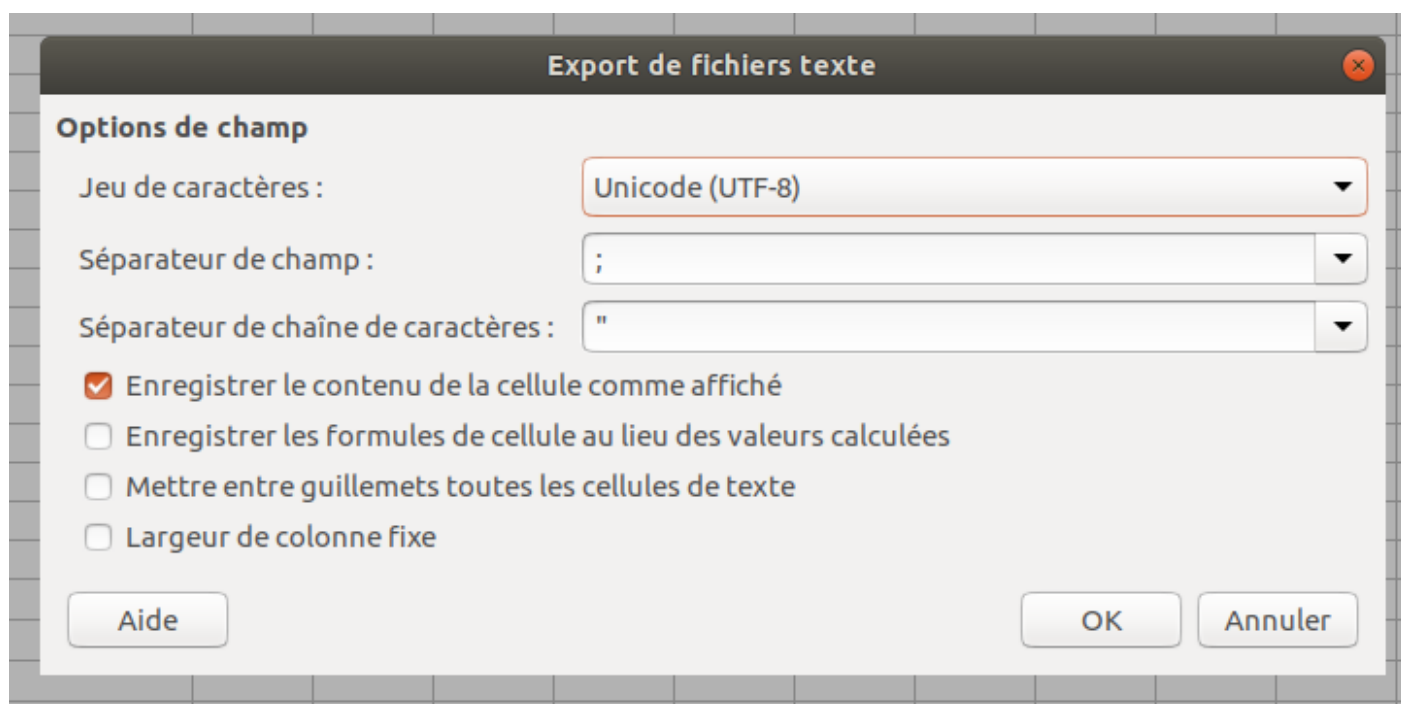 Export de fichiers texte
Options de champ
Jeu de caractères :
Unicode (UTF-8)
Séparateur de champ :
;
Séparateur de chaîne de caractères :
"
Enregistrer le contenu de la cellule comme affiché
Enregistrer les formules de cellule au lieu des valeurs calculées
Mettre entre guillemets toutes les cellules de texte
Largeur de colonne fixe
Aide
OK
Annuler